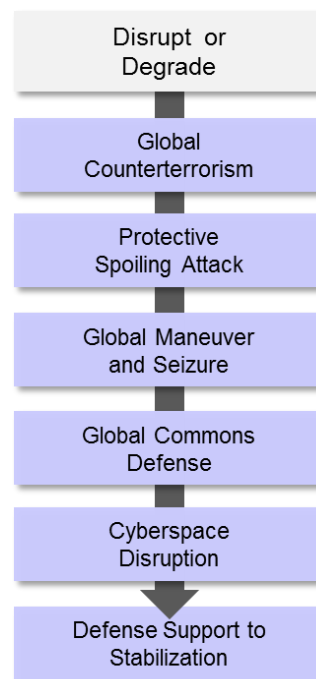 Disrupt or
Degrade
Global
Counterterrorism
Protective
Spoiling Attack
Global Maneuver
and Seizure
Global Commons
Defense
Cyberspace
Disruption
Defense Support to
Stabilization